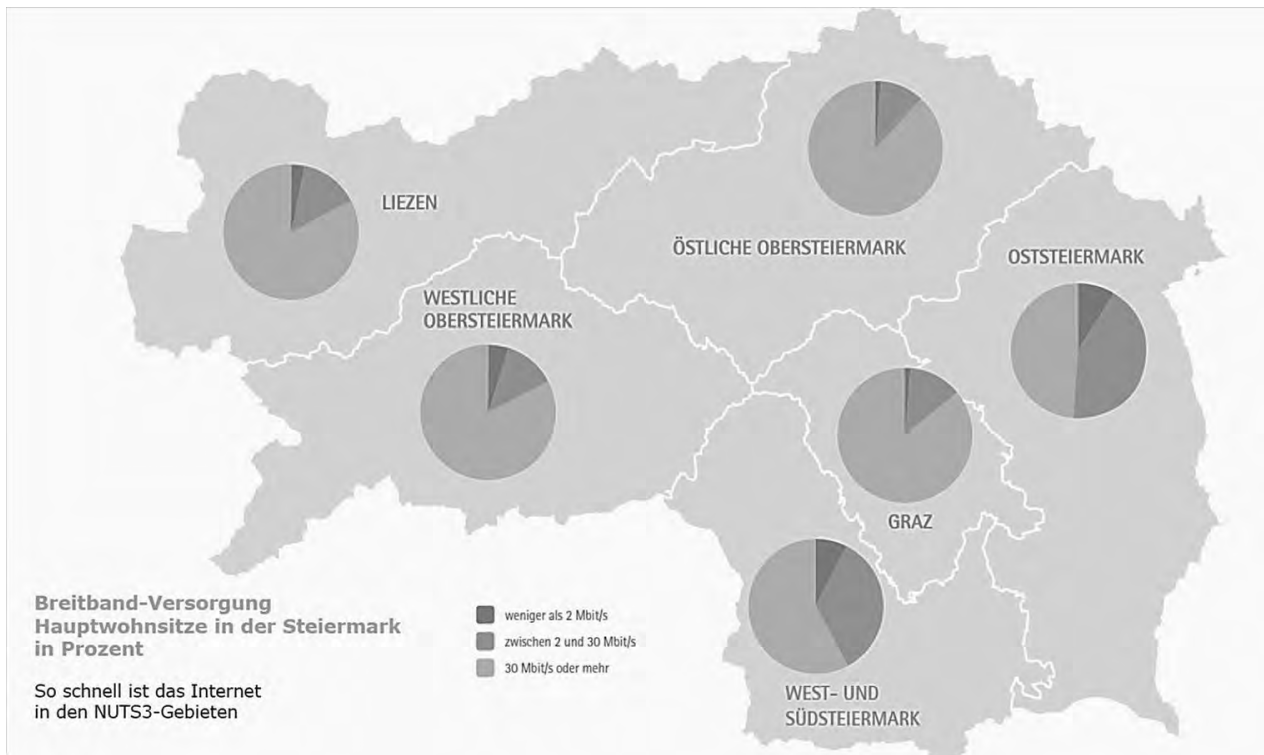 LIEZEN
ÖSTLICHE OBERSTEIERMARK
OSTSTEIERMARK
WESTLICHE
OBERSTEIERMARK
GRAZ
WEST- UND
SÜDSTEIERMARK
Breitband-Versorgung
Hauptwohnsitze in der Steiermark
in Prozent
So schnell ist das Internet
in den NUTS3-Gebieten
weniger als 2 Mbit/s
zwischen 2 und 30 Mbit/s
30 Mbit/s oder mehr